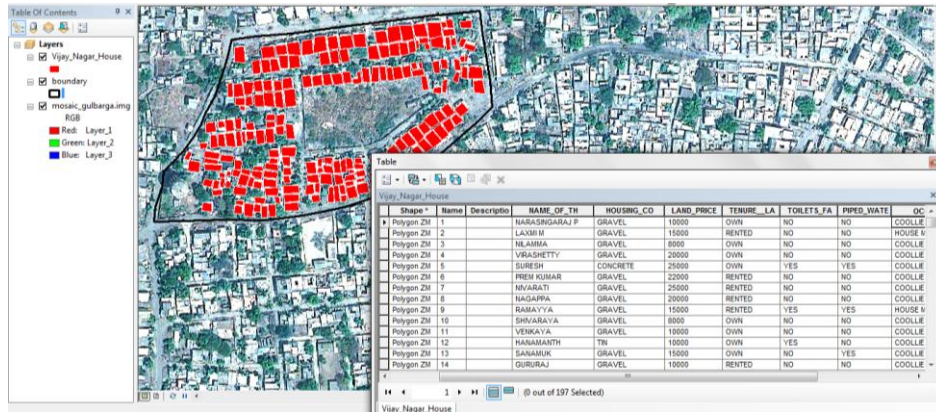 Table Of Contents
Layers
Vijay_Nagar_House
boundary
mosaic_gulbarga.img
RGB
Red: Layer_1
Green: Layer_2
Blue: Layer_3
Table
Vijay_Nagar_House
Shape * Name Descriptio NAME_OF_TH HOUSING_CO LAND_PRICE TENURE__LA TOILETS_FA PIPED_WATE OC
Polygon ZM 1 NARASINGARAJ P GRAVEL 10000 OWN NO NO COOLLIE
Polygon ZM 2 LAXMI M GRAVEL 15000 RENTED NO NO HOUSE M
Polygon ZM 3 NILAMMA GRAVEL 8000 OWN NO NO COOLLIE
Polygon ZM 4 VIRASHETTY GRAVEL 20000 OWN NO NO COOLLIE
Polygon ZM 5 SURESH CONCRETE 25000 OWN YES YES COOLLIE
Polygon ZM 6 PREM KUMAR GRAVEL 22000 RENTED NO NO COOLLIE
Polygon ZM 7 NIVARATI GRAVEL 25000 RENTED NO NO COOLLIE
Polygon ZM 8 NAGAPPA GRAVEL 20000 RENTED NO NO COOLLIE
Polygon ZM 9 RAMAYYA GRAVEL 15000 RENTED YES YES HOUSE M
Polygon ZM 10 SHIVARAYA GRAVEL 8000 OWN NO NO COOLLIE
Polygon ZM 11 VENKAYA GRAVEL 10000 OWN NO NO COOLLIE
Polygon ZM 12 HANAMANTH TIN 10000 OWN YES NO COOLLIE
Polygon ZM 13 SANAMUK GRAVEL 15000 OWN NO YES COOLLIE
Polygon ZM 14 GURURAJ GRAVEL 10000 RENTED NO NO COOLLIE
1 (0 out of 197 Selected)
Vijay_Nagar_House